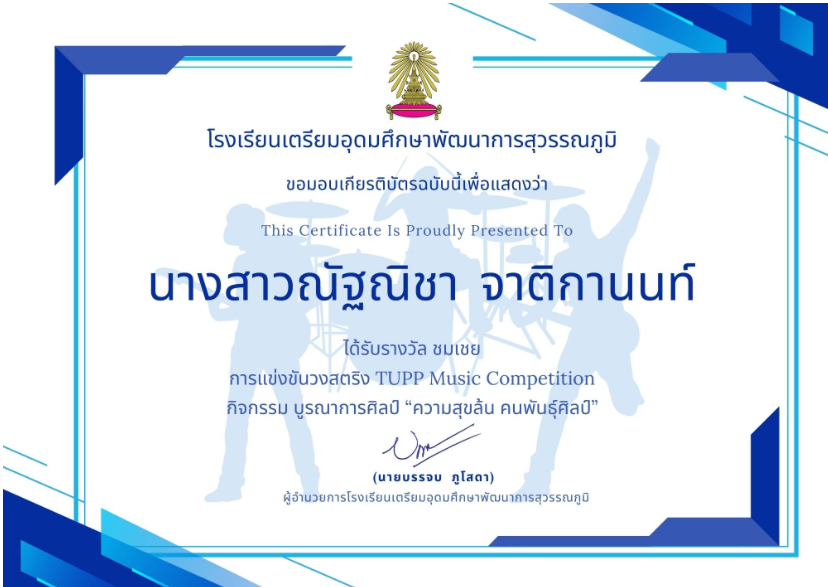 โรงเรียนเตรียมอุดมศึกษาพัฒนาการสุวรรณภูมิ
ขอมอบเกียรติบัตรฉบับนี้เพื่อแสดงว่า
This Certificate Is Proudly Presented To
นางสาวณัฐณิชา จาติกานนท์
ได้รับรางวัล ชมเชย
การแข่งขันวงสตริง TUPP Music Competition
กิจกรรม บูรณาการศิลป์ “ความสุขล้น คนพันธุ์ศิลป์”
(นายบรรจบ ภูโสดา)
ผู้อำนวยการโรงเรียนเตรียมอุดมศึกษาพัฒนาการสุวรรณภูมิ